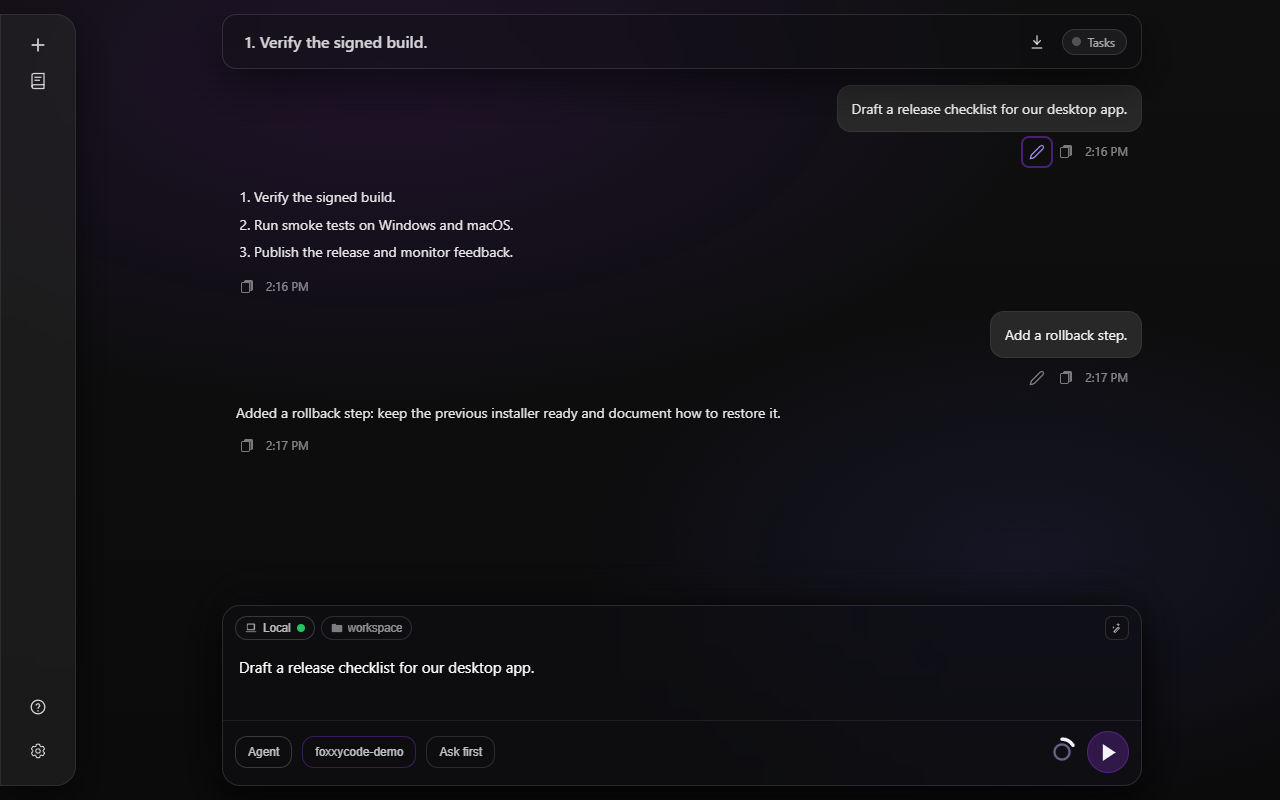 1. Verify the signed build.
Tasks
Draft a release checklist for our desktop app.
2:16 PM
1. Verify the signed build.
2. Run smoke tests on Windows and macOS.
3. Publish the release and monitor feedback.
2:16 PM
Add a rollback step.
2:17 PM
Added a rollback step: keep the previous installer ready and document how to restore it.
2:17 PM
Local
workspace
Draft a release checklist for our desktop app.
Agent
foxxycode-demo
Ask first